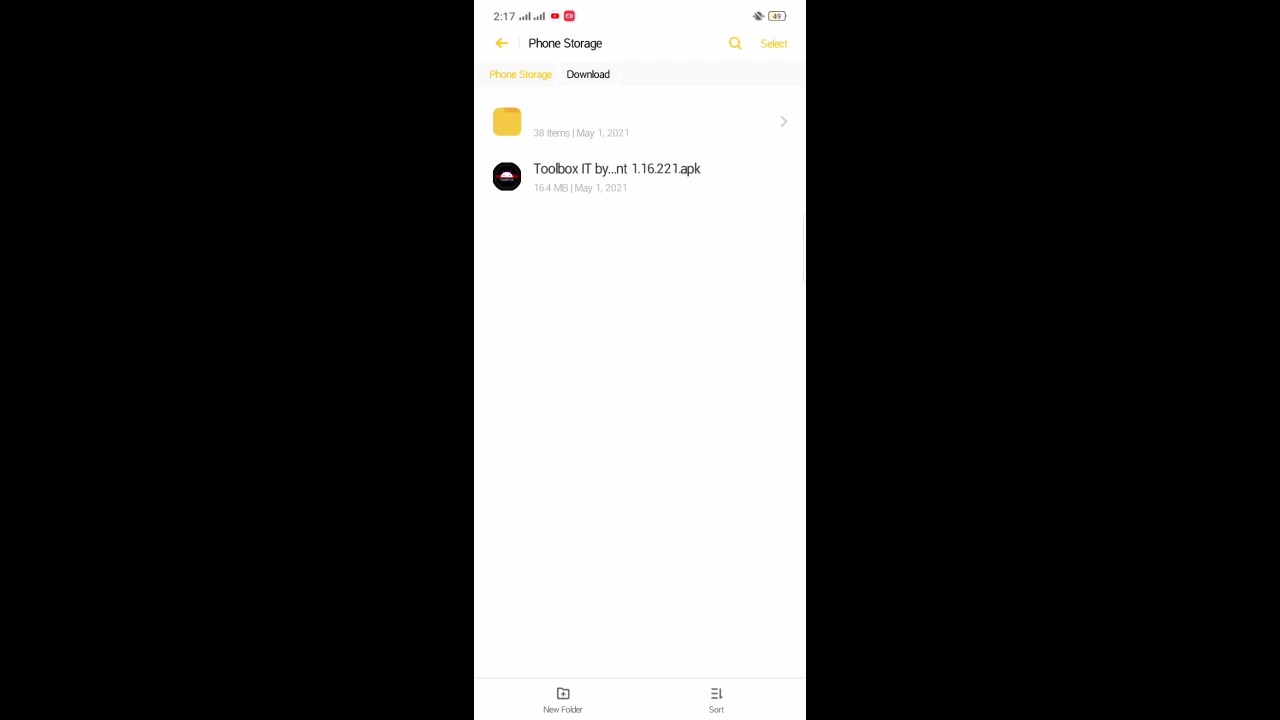 2:17
49
Phone Storage
Select
Phone Storage
Download
38 Items | May 1, 2021
Toolbox IT by...nt 1.16.221.apk
16.4 MB | May 1, 2021
New Folder
Sort